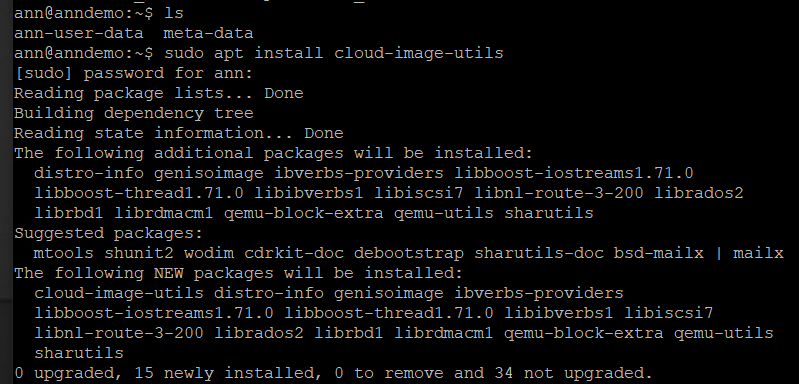 ann@anndemo:~$ ls
ann-user-data  meta-data
ann@anndemo:~$ sudo apt install cloud-image-utils
[sudo] password for ann:
Reading package lists... Done
Building dependency tree
Reading state information... Done
The following additional packages will be installed:
  distro-info genisoimage ibverbs-providers libboost-iostreams1.71.0
  libboost-thread1.71.0 libibverbs1 libiscsi7 libnl-route-3-200 librados2
  librbd1 librdmacm1 qemu-block-extra qemu-utils sharutils
Suggested packages:
  mtools shunit2 wodim cdrkit-doc debootstrap sharutils-doc bsd-mailx | mailx
The following NEW packages will be installed:
  cloud-image-utils distro-info genisoimage ibverbs-providers
  libboost-iostreams1.71.0 libboost-thread1.71.0 libibverbs1 libiscsi7
  libnl-route-3-200 librados2 librbd1 librdmacm1 qemu-block-extra qemu-utils
  sharutils
0 upgraded, 15 newly installed, 0 to remove and 34 not upgraded.